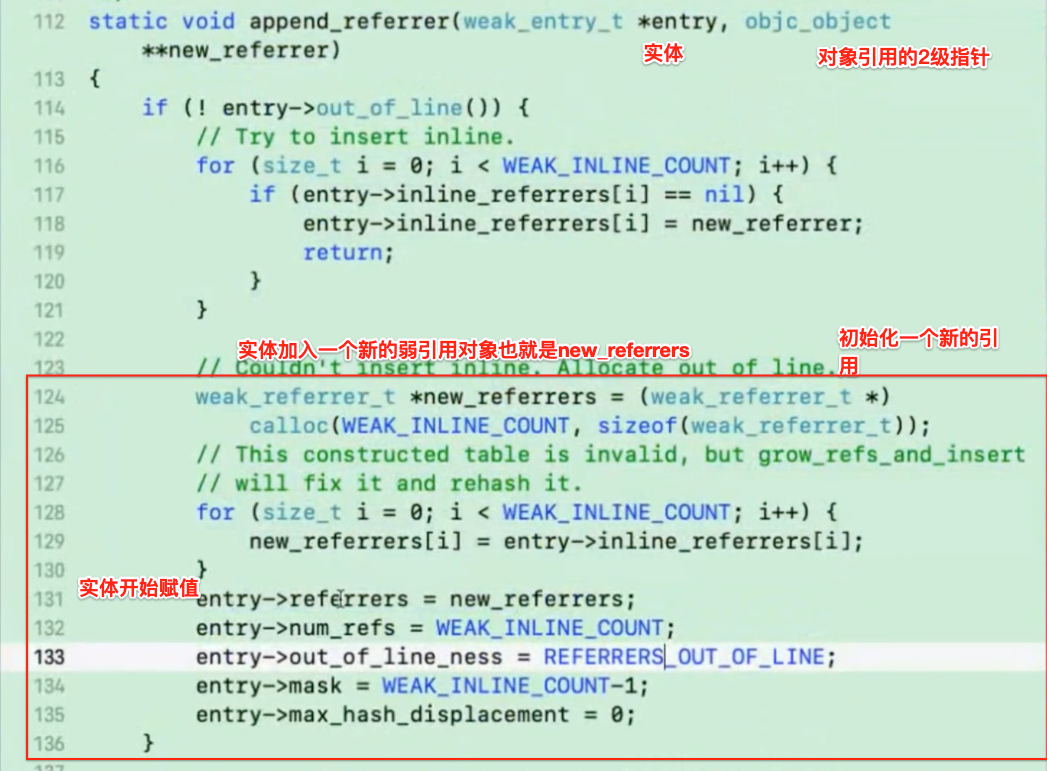 112 static void append_referrer(weak_entry_t *entry, objc_object
**new_referrer)
实体
对象引用的2级指针
113 {
114 if (! entry->out_of_line()) {
115 // Try to insert inline.
116 for (size_t i = 0; i < WEAK_INLINE_COUNT; i++) {
117 if (entry->inline_referrers[i] == nil) {
118 entry->inline_referrers[i] = new_referrer;
119 return;
120 }
121 }
122
实体加入一个新的弱引用对象也就是new_referrers
初始化一个新的引
用
123 // Couldn't insert inline. Allocate out of line.
124 weak_referrer_t *new_referrers = (weak_referrer_t *)
125 calloc(WEAK_INLINE_COUNT, sizeof(weak_referrer_t));
126 // This constructed table is invalid, but grow_refs_and_insert
127 // will fix it and rehash it.
128 for (size_t i = 0; i < WEAK_INLINE_COUNT; i++) {
129 new_referrers[i] = entry->inline_referrers[i];
130 }
实体开始赋值
131 entry->referrers = new_referrers;
132 entry->num_refs = WEAK_INLINE_COUNT;
133 entry->out_of_line_ness = REFERRERS_OUT_OF_LINE;
134 entry->mask = WEAK_INLINE_COUNT-1;
135 entry->max_hash_displacement = 0;
136 }
137